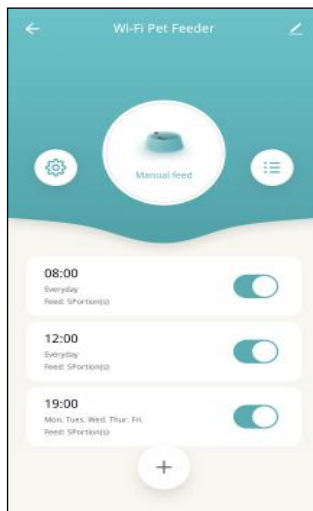 Wi-Fi Pet Feeder
Manual feed
08:00
Everyday
Feed: 5Portion(s)
12:00
Everyday
Feed: 5Portion(s)
19:00
Mon. Tues. Wed. Thur. Fri.
Feed: 5Portion(s)
+